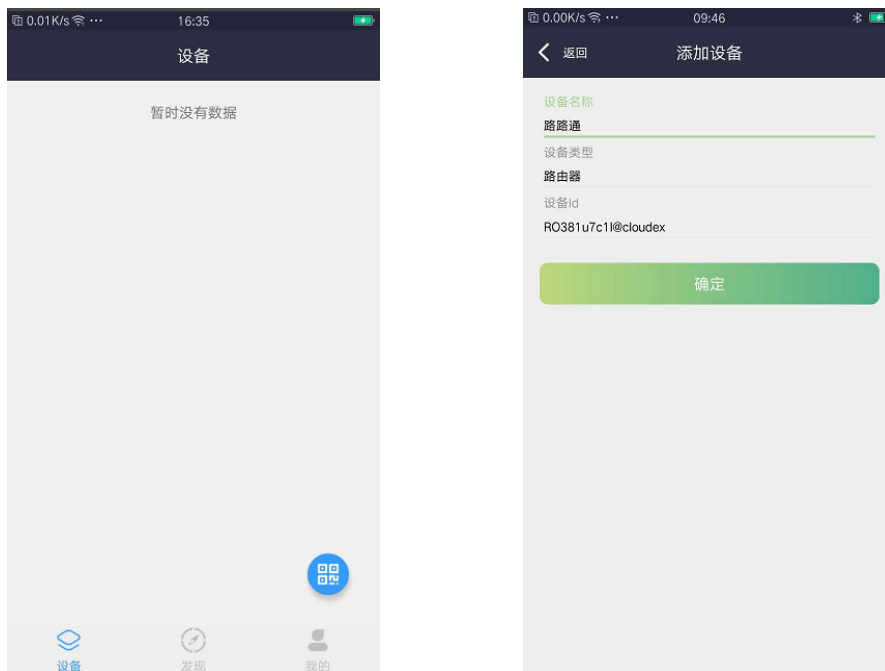 0.01K/s ···
16:35
设备
暂时没有数据
设备
发现
我的
0.00K/s ···
09:46
返回
添加设备
设备名称
路路通
设备类型
路由器
设备Id
RO381u7c1l@cloudex
确定